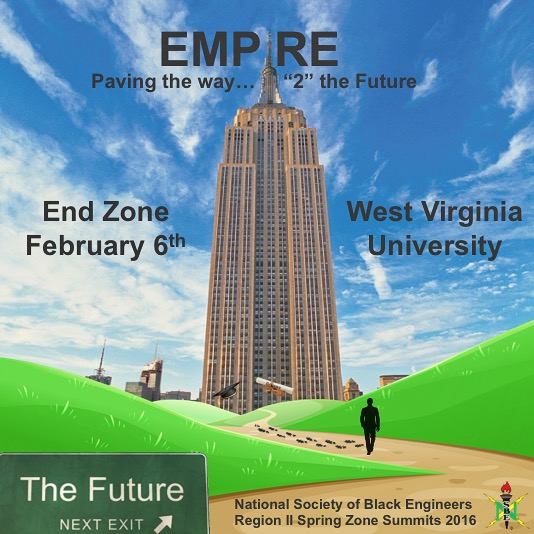 EMPIRE
Paving the way… “2” the Future
End Zone
February 6th
West Virginia
University
The Future
NEXT EXIT
National Society of Black Engineers
Region II Spring Zone Summits 2016